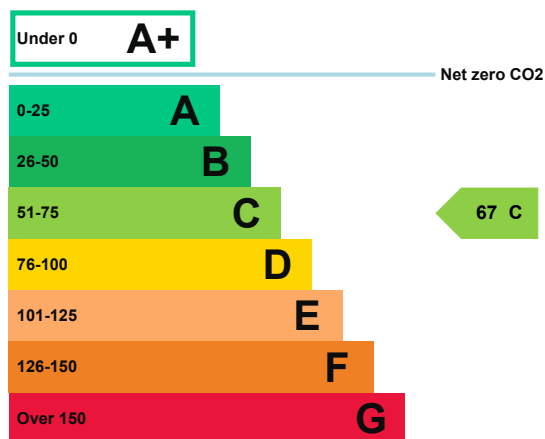 Under 0 A+
Net zero CO2
0-25 A
26-50 B
51-75 C
67 C
76-100 D
101-125 E
126-150 F
Over 150 G